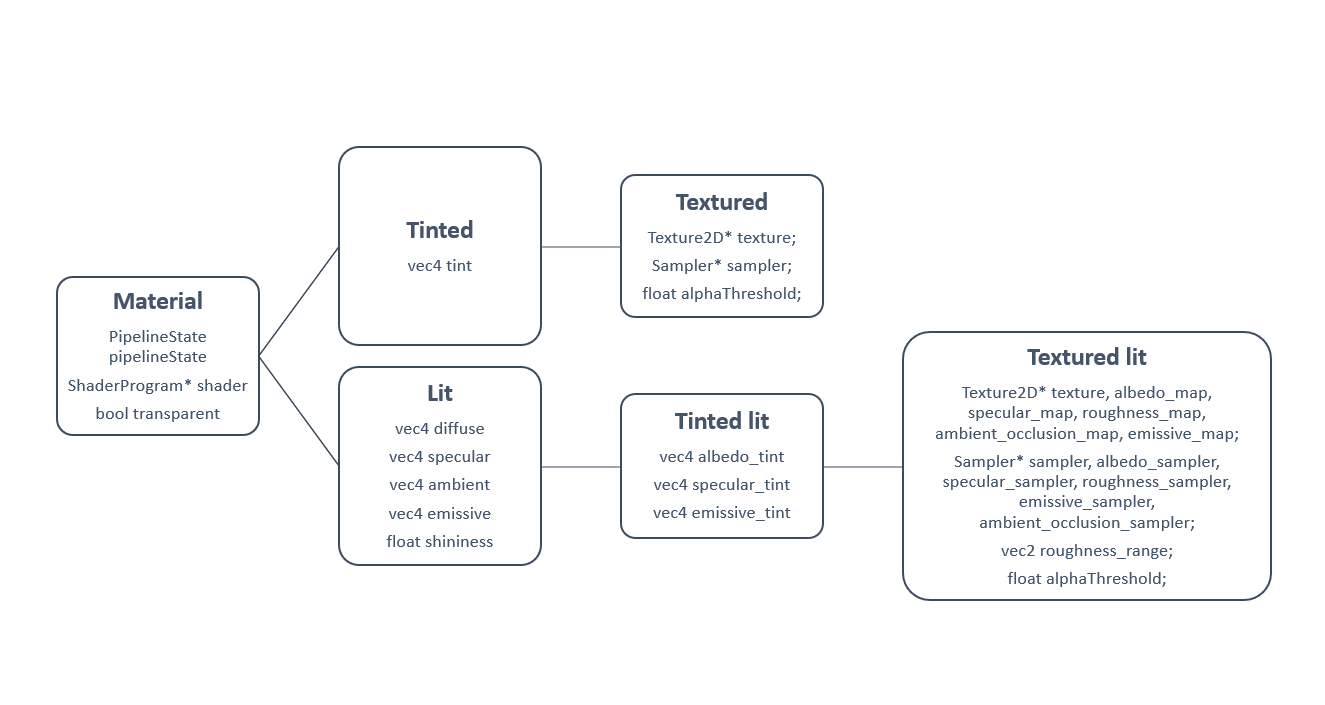 Material
PipelineState
pipelineState
ShaderProgram* shader
bool transparent
Tinted
vec4 tint
Textured
Texture2D* texture;
Sampler* sampler;
float alphaThreshold;
Lit
vec4 diffuse
vec4 specular
vec4 ambient
vec4 emissive
float shininess
Tinted lit
vec4 albedo_tint
vec4 specular_tint
vec4 emissive_tint
Textured lit
Texture2D* texture, albedo_map,
specular_map, roughness_map,
ambient_occlusion_map, emissive_map;
Sampler* sampler, albedo_sampler,
specular_sampler, roughness_sampler,
emissive_sampler,
ambient_occlusion_sampler;
vec2 roughness_range;
float alphaThreshold;